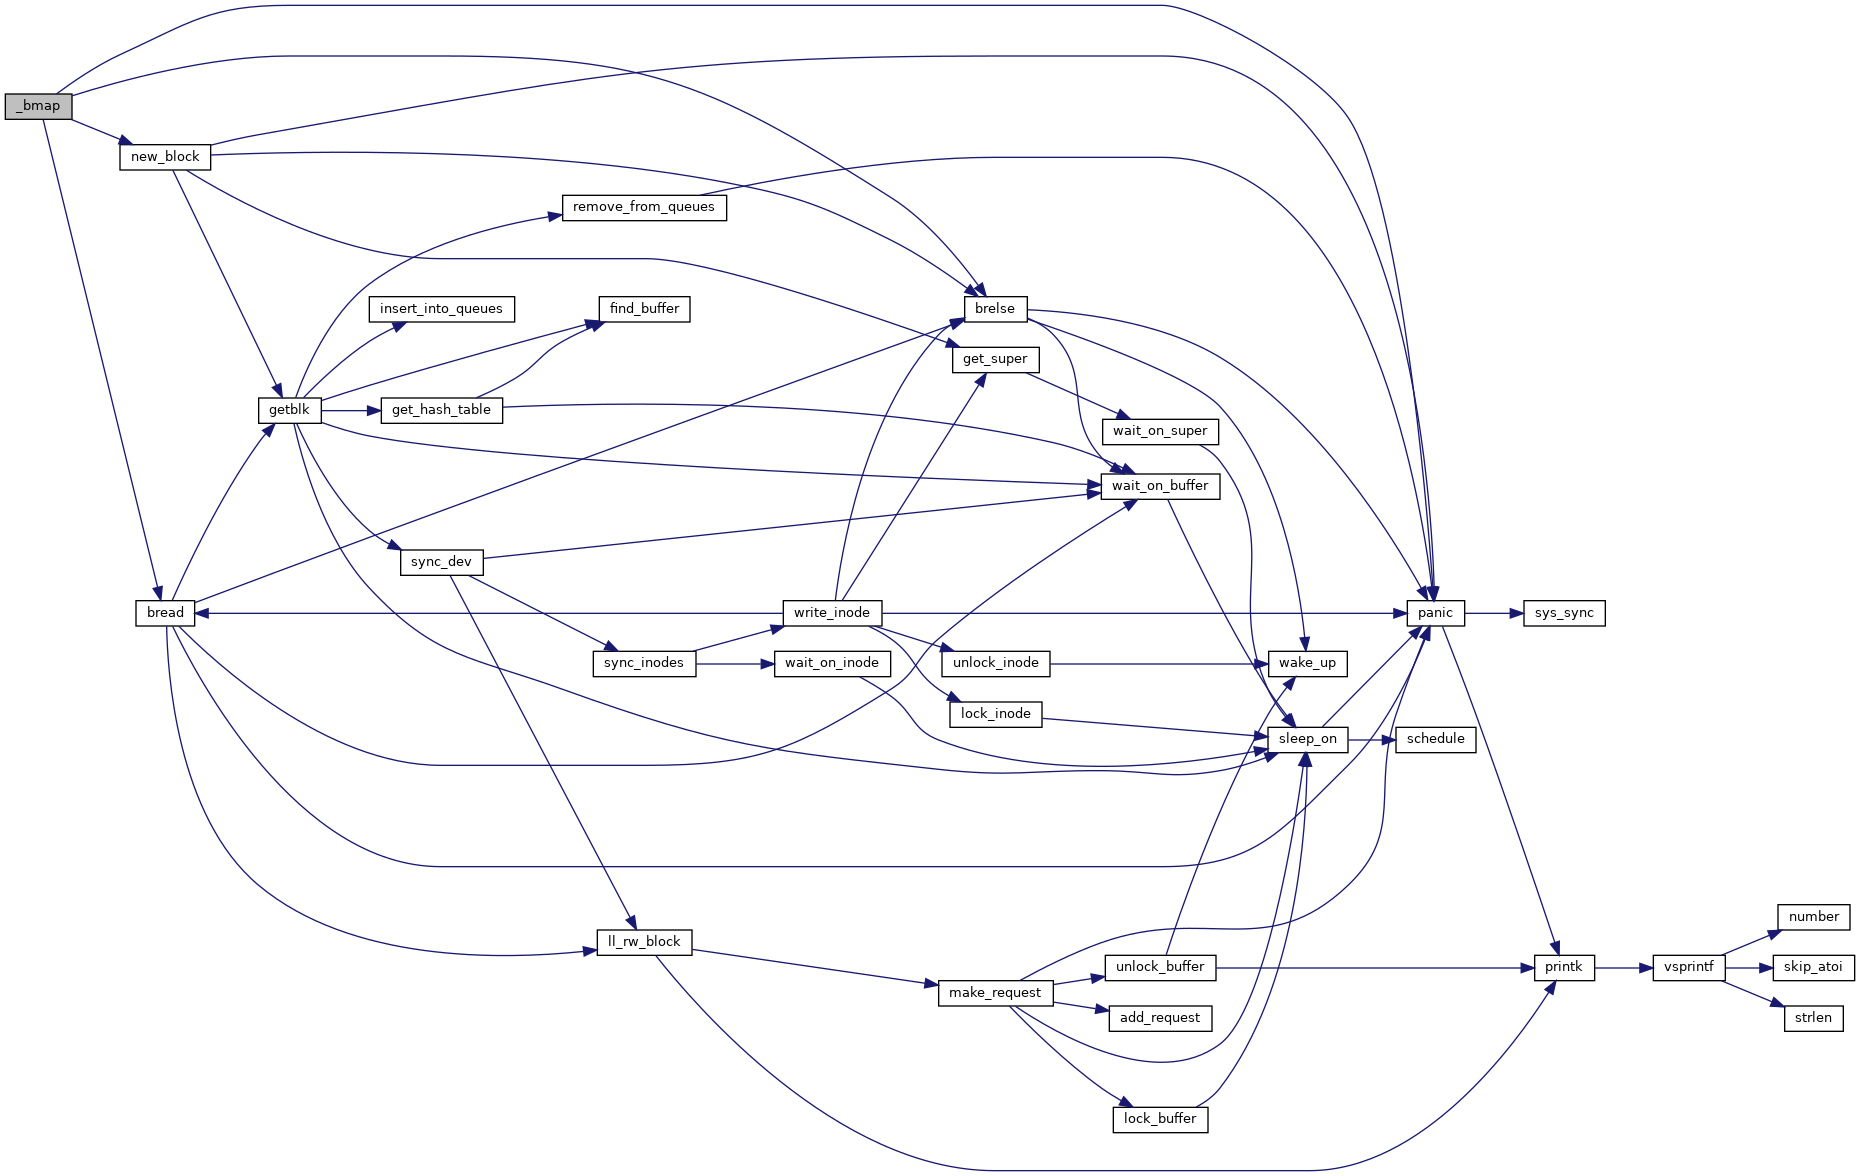 _bmap
new_block
remove_from_queues
insert_into_queues
find_buffer
brelse
get_super
getblk
get_hash_table
wait_on_super
wait_on_buffer
sync_dev
bread
write_inode
panic
sys_sync
sync_inodes
wait_on_inode
unlock_inode
wake_up
lock_inode
sleep_on
schedule
number
ll_rw_block
unlock_buffer
printk
vsprintf
skip_atoi
make_request
add_request
strlen
lock_buffer